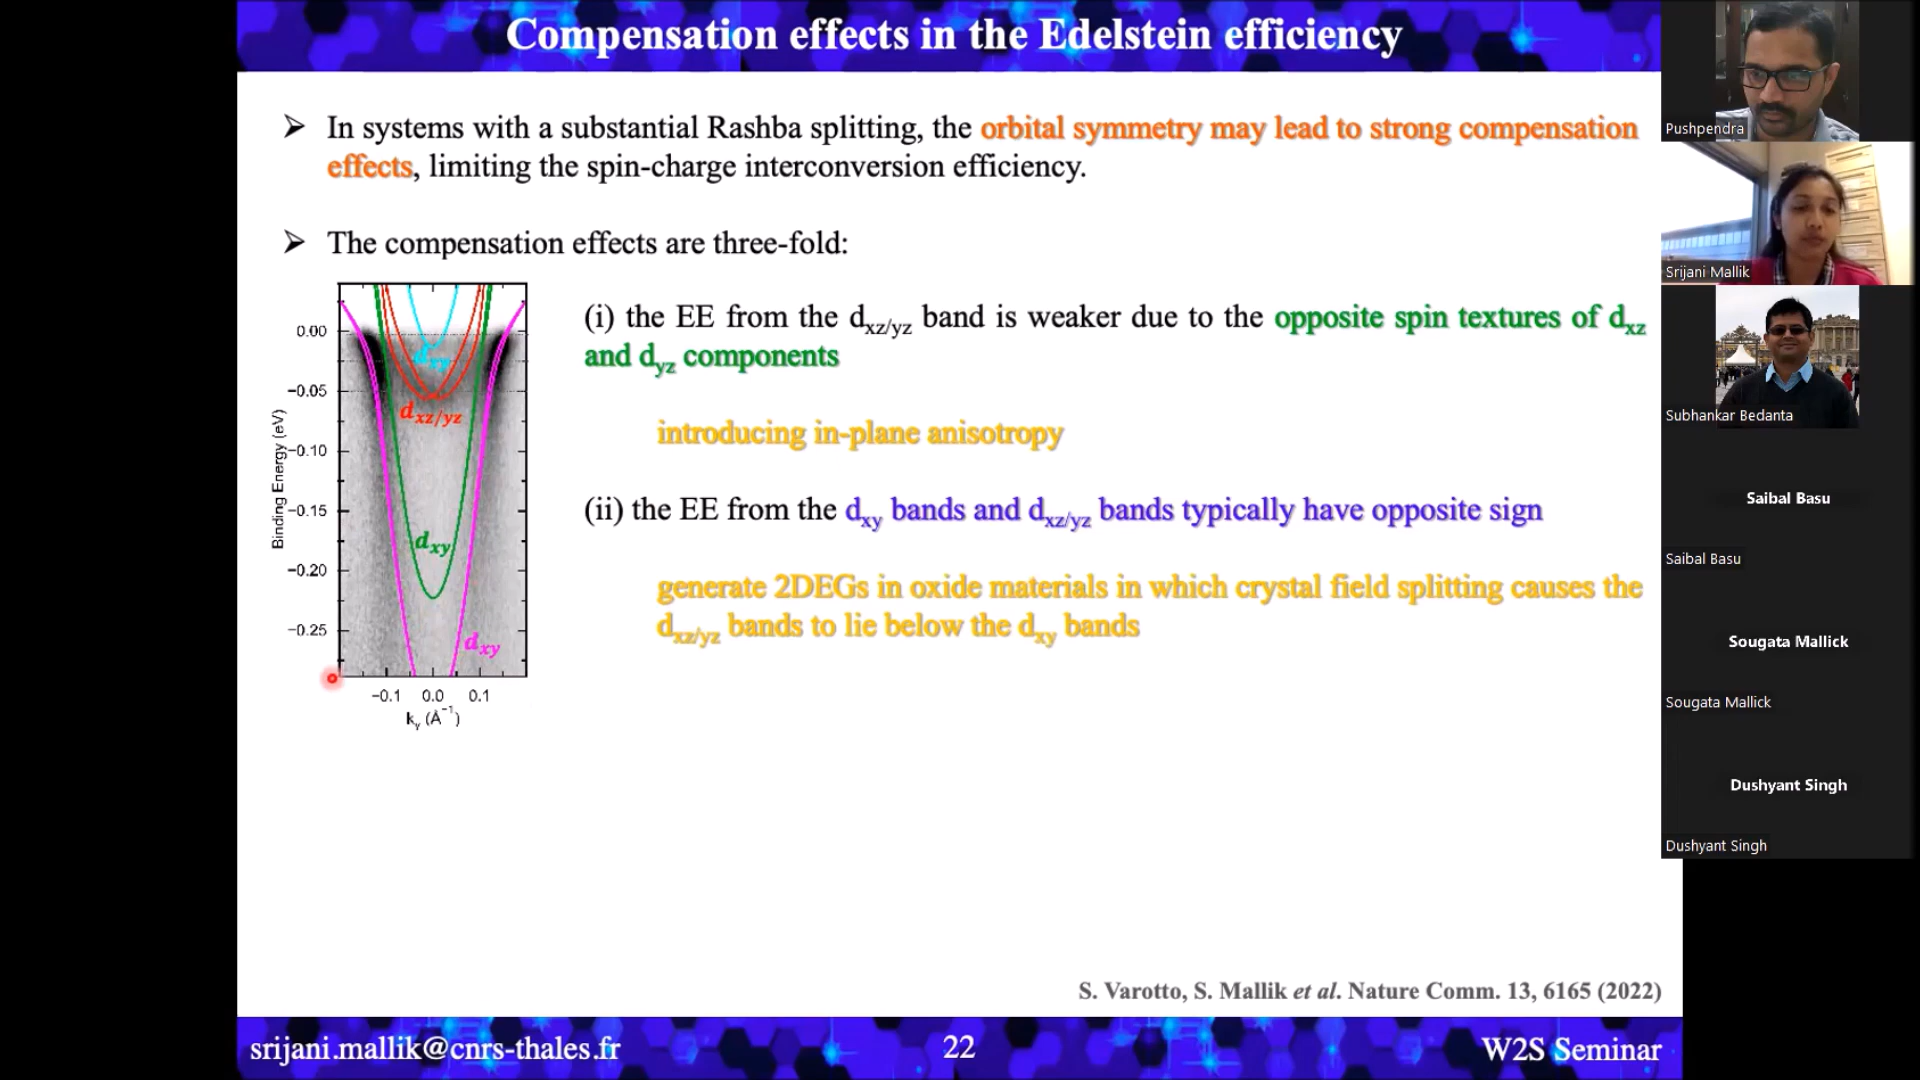 Compensation effects in the Edelstein efficiency
➢ In systems with a substantial Rashba splitting, the orbital symmetry may lead to strong compensation
effects, limiting the spin-charge interconversion efficiency.
➢ The compensation effects are three-fold:
0.00
−0.05
−0.10
−0.15
−0.20
−0.25
Binding Energy (eV)
dxy
dxz/yz
dxy
dxy
−0.1 0.0 0.1
ky (Å⁻¹)
(i) the EE from the dxz/yz band is weaker due to the opposite spin textures of dxz
and dyz components
introducing in-plane anisotropy
(ii) the EE from the dxy bands and dxz/yz bands typically have opposite sign
generate 2DEGs in oxide materials in which crystal field splitting causes the
dxz/yz bands to lie below the dxy bands
S. Varotto, S. Mallik et al. Nature Comm. 13, 6165 (2022)
srijani.mallik@cnrs-thales.fr
22
W2S Seminar
Pushpendra
Srijani Mallik
Subhankar Bedanta
Saibal Basu
Saibal Basu
Sougata Mallick
Sougata Mallick
Dushyant Singh
Dushyant Singh